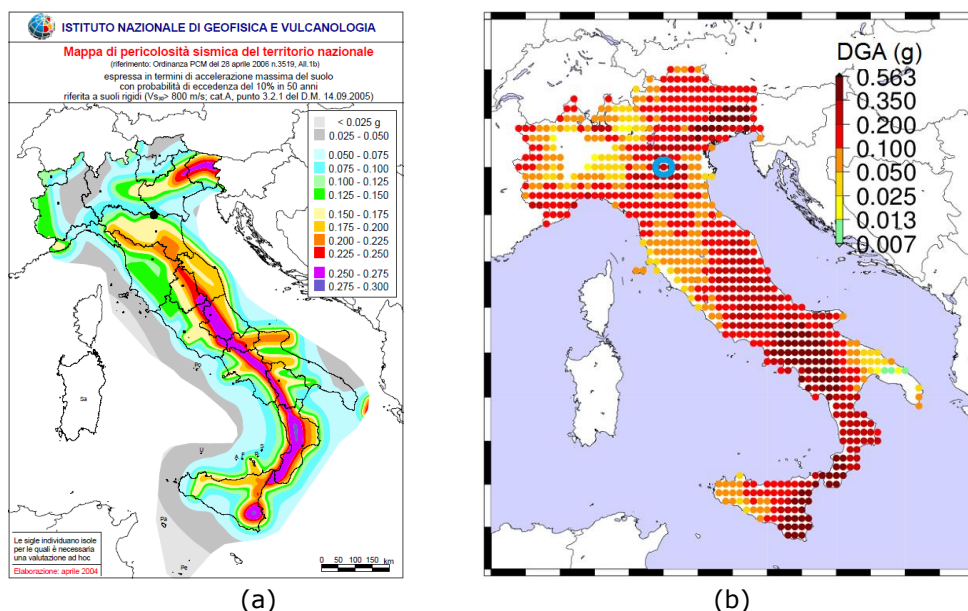 ISTITUTO NAZIONALE DI GEOFISICA E VULCANOLOGIA
Mappa di pericolosità sismica del territorio nazionale
(riferimento: Ordinanza PCM del 28 aprile 2006 n.3519, All.1b)
espressa in termini di accelerazione massima del suolo
con probabilità di eccedenza del 10% in 50 anni
riferita a suoli rigidi (Vs30> 800 m/s; cat.A, punto 3.2.1 del D.M. 14.09.2005)
< 0.025 g
0.025 - 0.050
0.050 - 0.075
0.075 - 0.100
0.100 - 0.125
0.125 - 0.150
0.150 - 0.175
0.175 - 0.200
0.200 - 0.225
0.225 - 0.250
0.250 - 0.275
0.275 - 0.300
Le sigle individuano isole
per le quali è necessaria
una valutazione ad hoc
Elaborazione: aprile 2004
0 50 100 150 km
(a)
DGA (g)
0.563
0.350
0.200
0.100
0.050
0.025
0.013
0.007
(b)